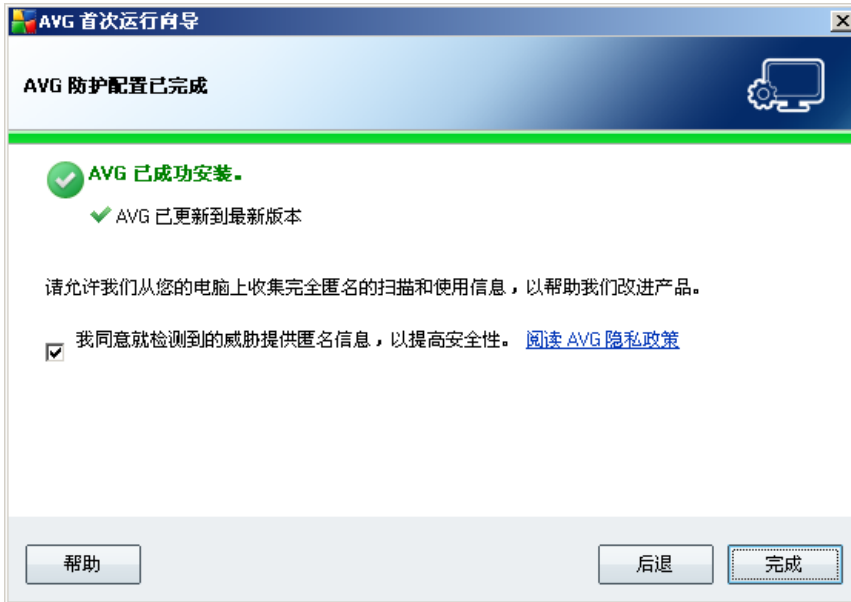 AVG 首次运行向导
AVG 防护配置已完成
AVG 已成功安装。
AVG 已更新到最新版本
请允许我们从您的电脑上收集完全匿名的扫描和使用信息，以帮助我们改进产品。
我同意就检测到的威胁提供匿名信息，以提高安全性。 阅读 AVG 隐私政策
帮助 后退 完成